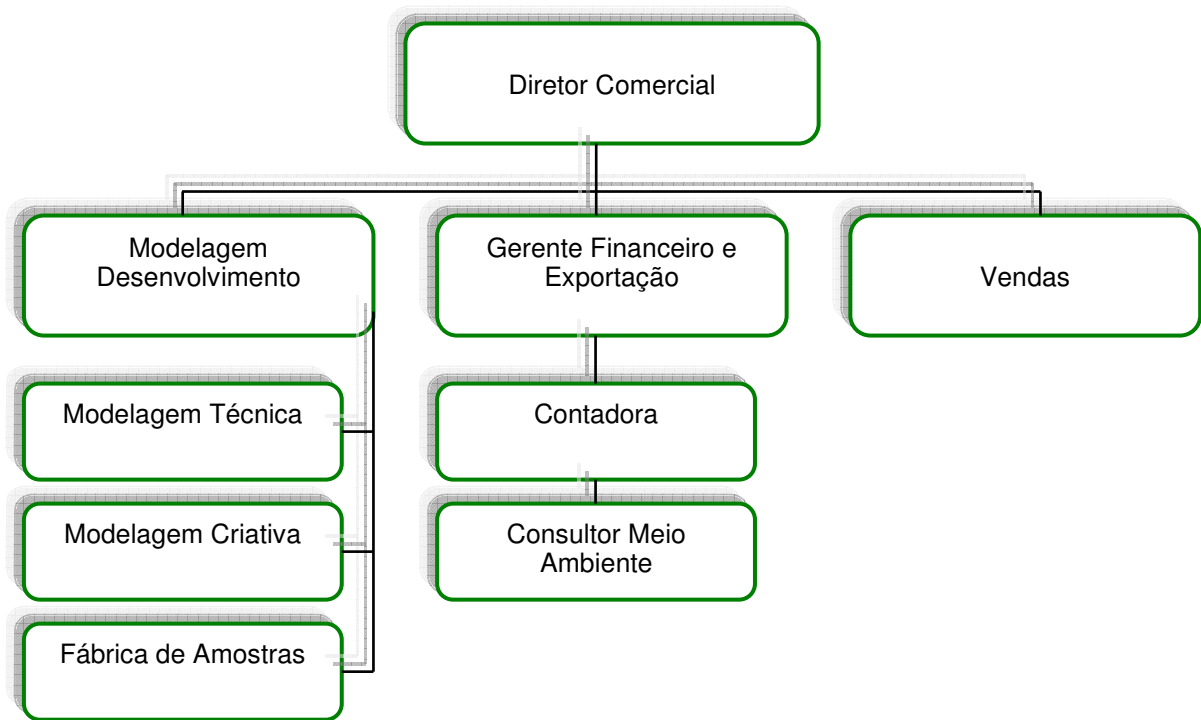 Diretor Comercial
Modelagem
Desenvolvimento
Gerente Financeiro e
Exportação
Vendas
Modelagem Técnica
Contadora
Modelagem Criativa
Consultor Meio
Ambiente
Fábrica de Amostras